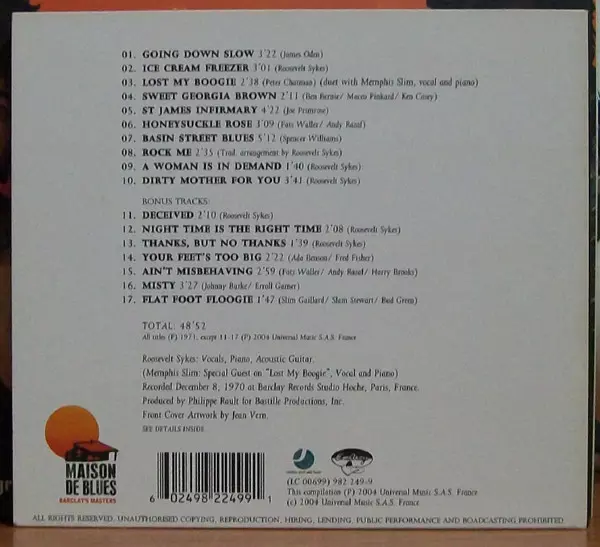 01. GOING DOWN SLOW 3'22 (James Oden)
02. ICE CREAM FREEZER 3'01 (Roosevelt Sykes)
03. LOST MY BOOGIE 2'38 (Peter Chatman) (duet with Memphis Slim, vocal and piano)
04. SWEET GEORGIA BROWN 2'11 (Ben Bernie/ Maceo Pinkard/ Ken Casey)
05. ST JAMES INFIRMARY 4'22 (Joe Primrose)
06. HONEYSUCKLE ROSE 3'09 (Fats Waller/ Andy Razaf)
07. BASIN STREET BLUES 5'12 (Spencer Williams)
08. ROCK ME 2'35 (Trad. arrangement by Roosevelt Sykes)
09. A WOMAN IS IN DEMAND 1'40 (Roosevelt Sykes)
10. DIRTY MOTHER FOR YOU 3'41 (Roosevelt Sykes)
BONUS TRACKS:
11. DECEIVED 2'10 (Roosevelt Sykes)
12. NIGHT TIME IS THE RIGHT TIME 2'08 (Roosevelt Sykes)
13. THANKS, BUT NO THANKS 1'39 (Roosevelt Sykes)
14. YOUR FEET'S TOO BIG 2'22 (Ada Benson/ Fred Fisher)
15. AIN'T MISBEHAVING 2'59 (Fats Waller/ Andy Razaf/ Harry Brooks)
16. MISTY 3'27 (Johnny Burke/ Erroll Garner)
17. FLAT FOOT FLOOGIE 1'47 (Slim Gaillard/ Slam Stewart/ Bud Green)
TOTAL: 48'52
All titles (P) 1971, except 11-17 (P) 2004 Universal Music S.A.S. France
Roosevelt Sykes: Vocals, Piano, Acoustic Guitar.
(Memphis Slim: Special Guest on "Lost My Boogie", Vocal and Piano)
Recorded December 8, 1970 at Barclay Records Studio Hoche, Paris, France.
Produced by Philippe Rault for Bastille Productions, Inc.
Front Cover Artwork by Jean Vern.
SEE DETAILS INSIDE
MAISON
DE BLUES
BARCLAY'S MASTERS
6 02498 22499 1
EmArcy
(LC 00699) 982 249-9
This compilation (P) 2004 Universal Music S.A.S. France
(c) 2004 Universal Music S.A.S. France
ALL RIGHTS RESERVED. UNAUTHORISED COPYING, REPRODUCTION, HIRING, LENDING, PUBLIC PERFORMANCE AND BROADCASTING PROHIBITED